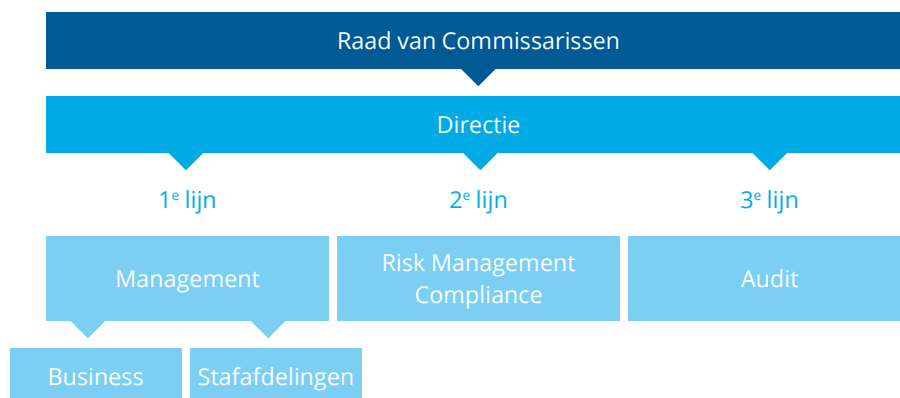 Raad van Commissarissen
Directie
1e lijn
2e lijn
3e lijn
Management
Risk Management
Compliance
Audit
Business
Stafafdelingen